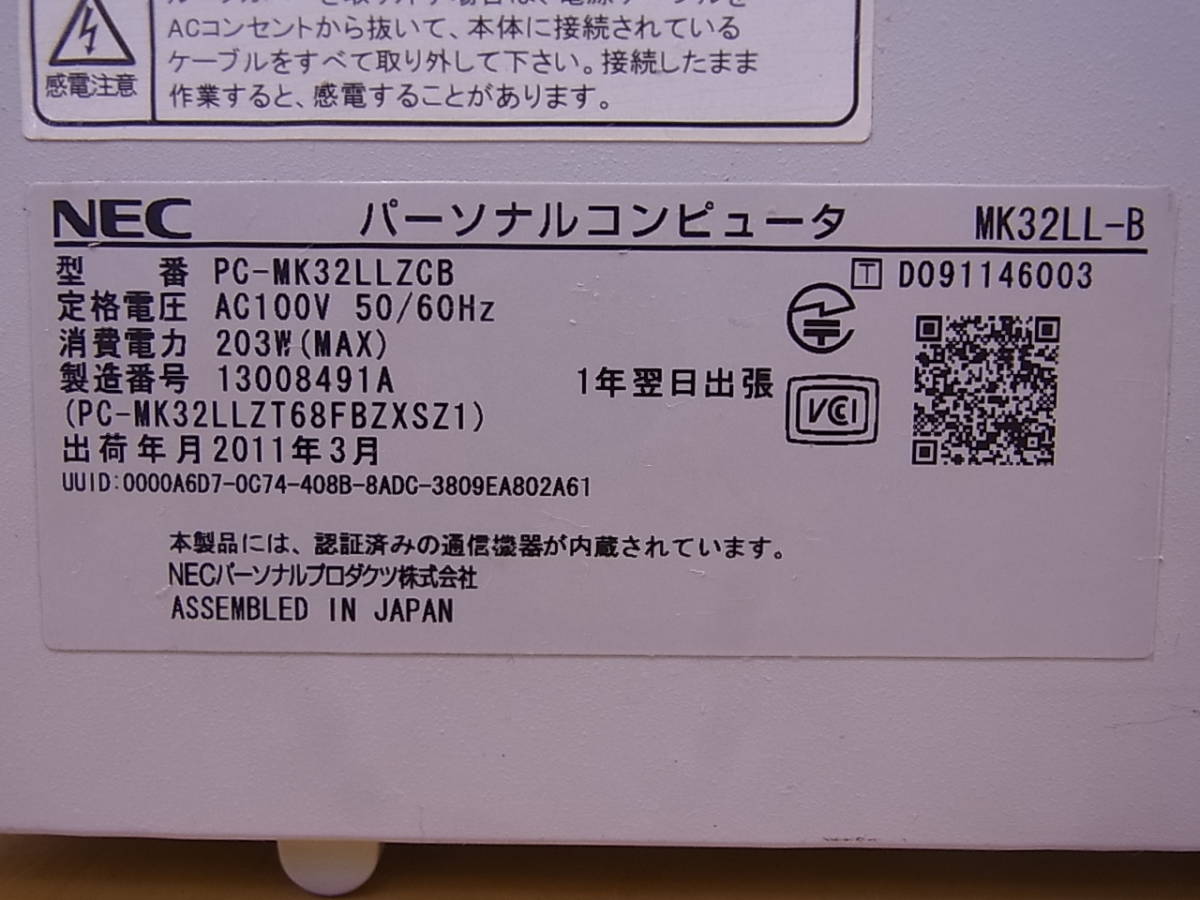 ACコンセントから抜いて、本体に接続されている
ケーブルをすべて取り外して下さい。接続したまま
作業すると、感電することがあります。
感電注意
NEC パーソナルコンピュータ MK32LL-B
型 番 PC-MK32LLZCB
T D091146003
定格電圧 AC100V 50/60Hz
消費電力 203W(MAX)
製造番号 13008491A
1年翌日出張
VCCI
(PC-MK32LLZT68FBZXSZ1)
出荷年月 2011年3月
UUID:0000A6D7-0C74-408B-8ADC-3809EA802A61
本製品には、認証済みの通信機器が内蔵されています。
NECパーソナルプロダクツ株式会社
ASSEMBLED IN JAPAN